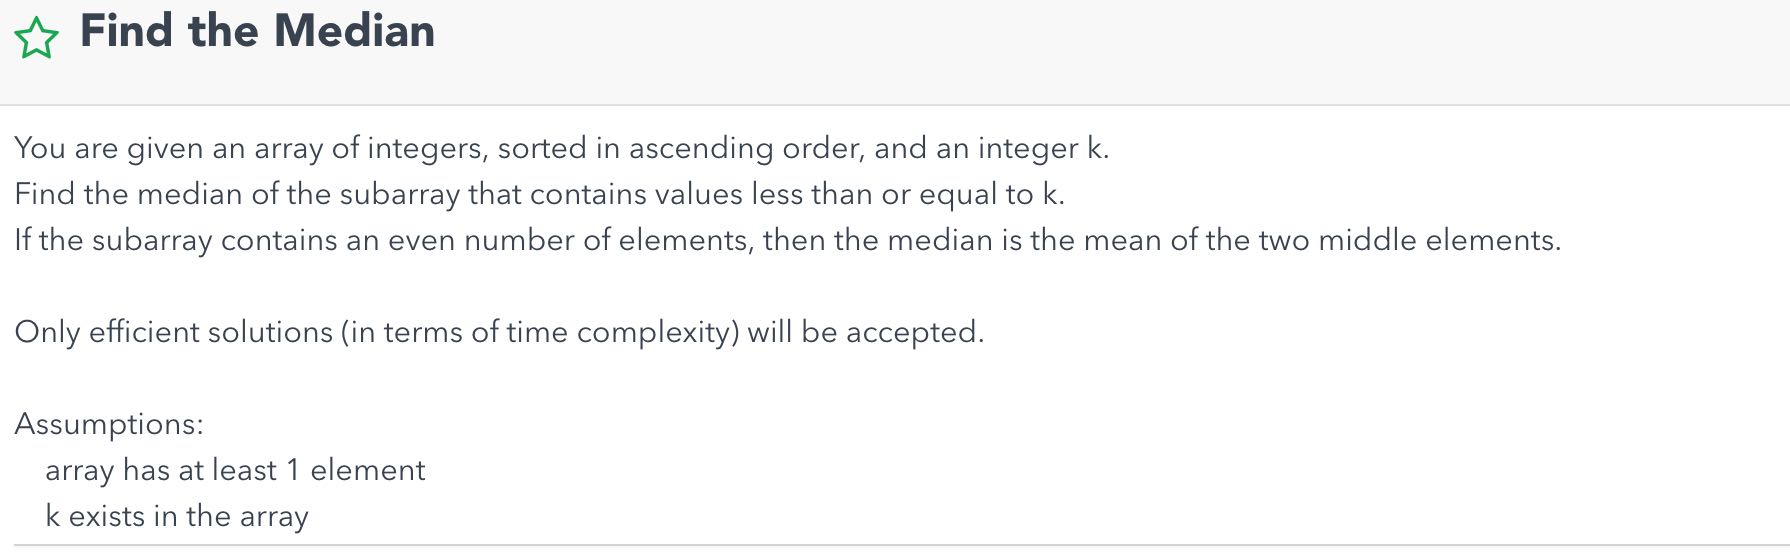 Find the Median
You are given an array of integers, sorted in ascending order, and an integer k.
Find the median of the subarray that contains values less than or equal to k.
If the subarray contains an even number of elements, then the median is the mean of the two middle elements.
Only efficient solutions (in terms of time complexity) will be accepted.
Assumptions:
array has at least 1 element
k exists in the array